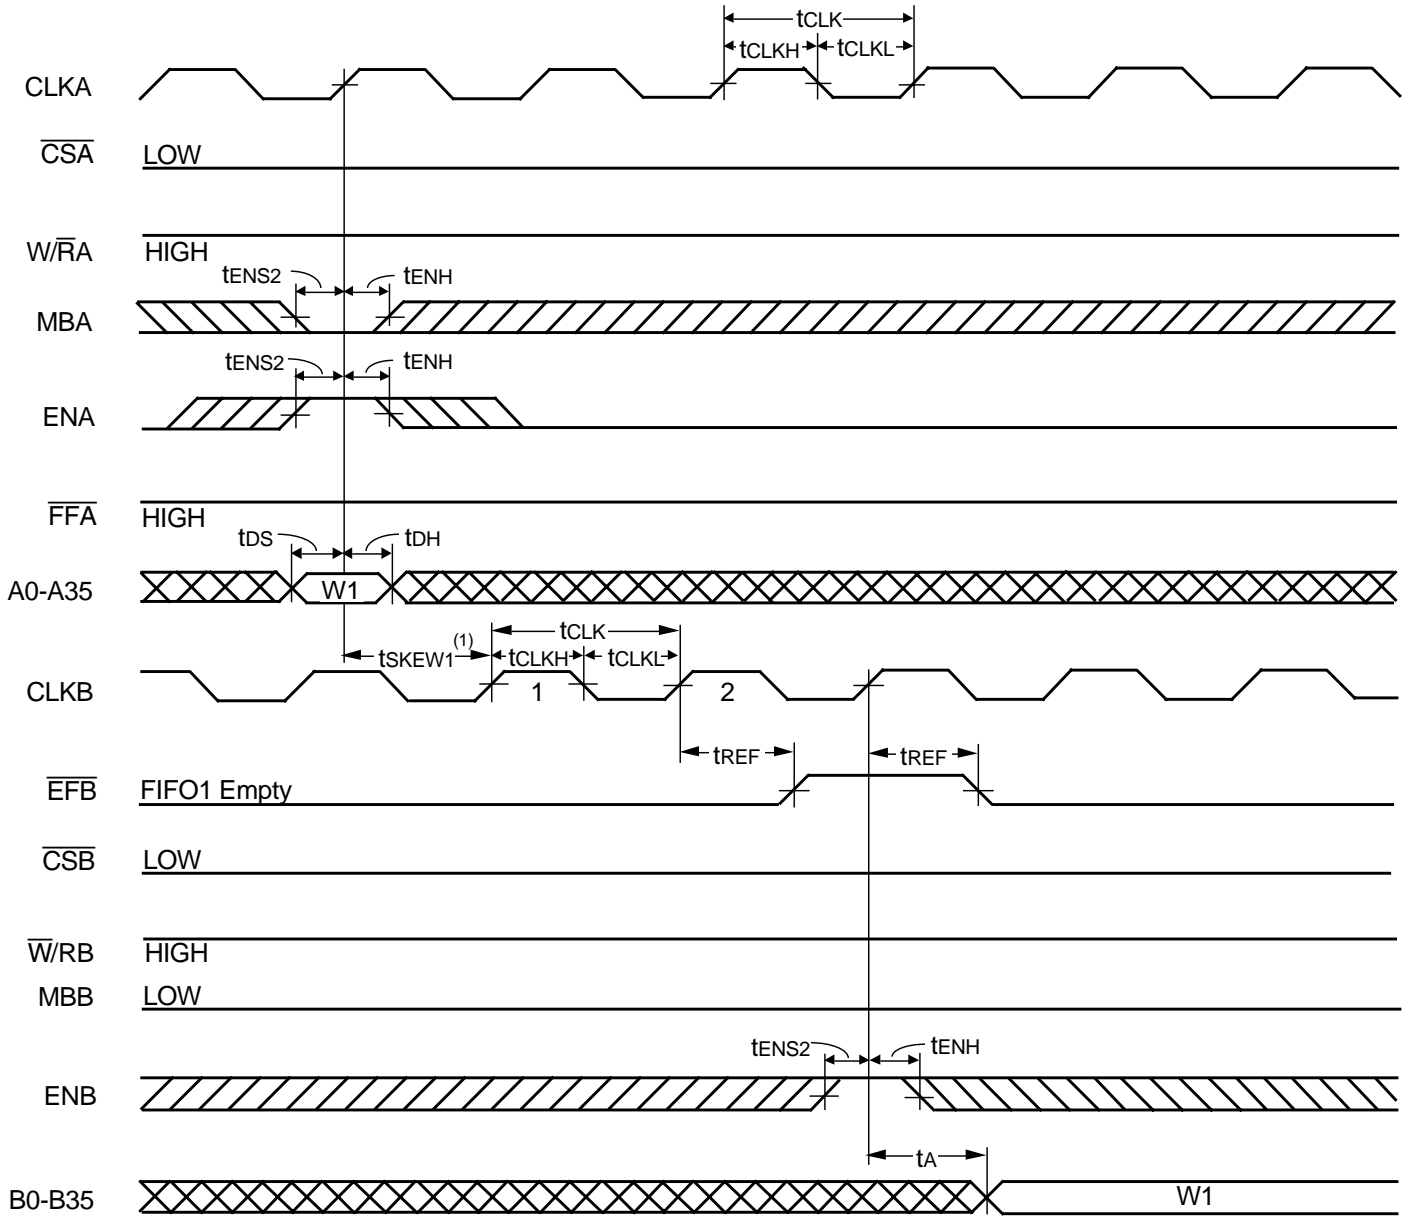 tCLK
tCLKH tCLKL
CLKA
CSA LOW
W/RA HIGH
tENS2 tENH
MBA
tENS2 tENH
ENA
FFA HIGH
tDS tDH
A0-A35 W1
tSKEW1(1) tCLK
tCLKH tCLKL
CLKB 1 2
tREF tREF
EFB FIFO1 Empty
CSB LOW
W/RB HIGH
MBB LOW
tENS2 tENH
ENB
tA
B0-B35 W1